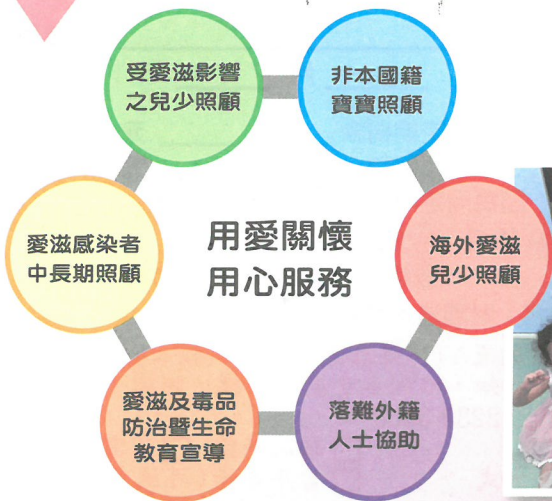 受愛滋影響
之兒少照顧
非本國籍
寶寶照顧
愛滋感染者
中長期照顧
用愛關懷
用心服務
海外愛滋
兒少照顧
愛滋及毒品
防治暨生命
教育宣導
落難外籍
人士協助